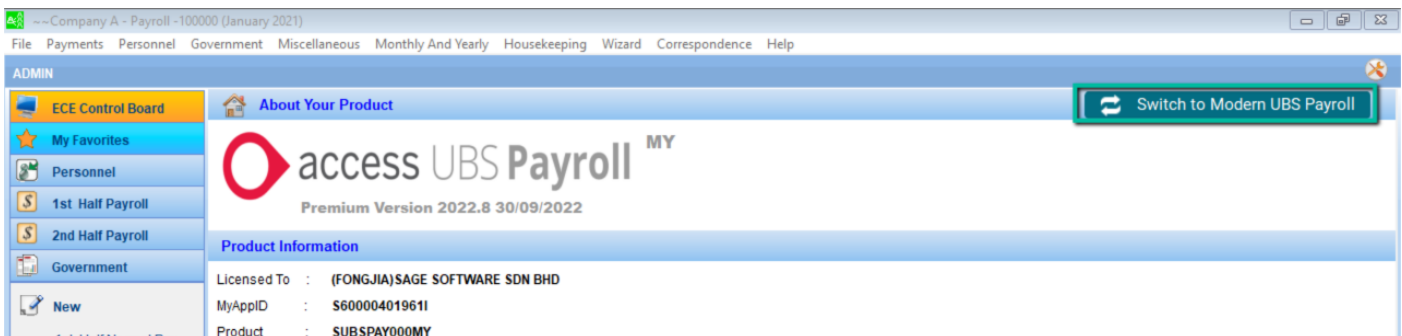 ~~Company A - Payroll -100000 (January 2021)
File Payments Personnel Government Miscellaneous Monthly And Yearly Housekeeping Wizard Correspondence Help
ADMIN
ECE Control Board
About Your Product
Switch to Modern UBS Payroll
My Favorites
access UBS Payroll MY
Personnel
1st Half Payroll
Premium Version 2022.8 30/09/2022
2nd Half Payroll
Product Information
Government
Licensed To : (FONGJIA)SAGE SOFTWARE SDN BHD
New
MyAppID : S60000401961I
Product : SUBSPAY000MY